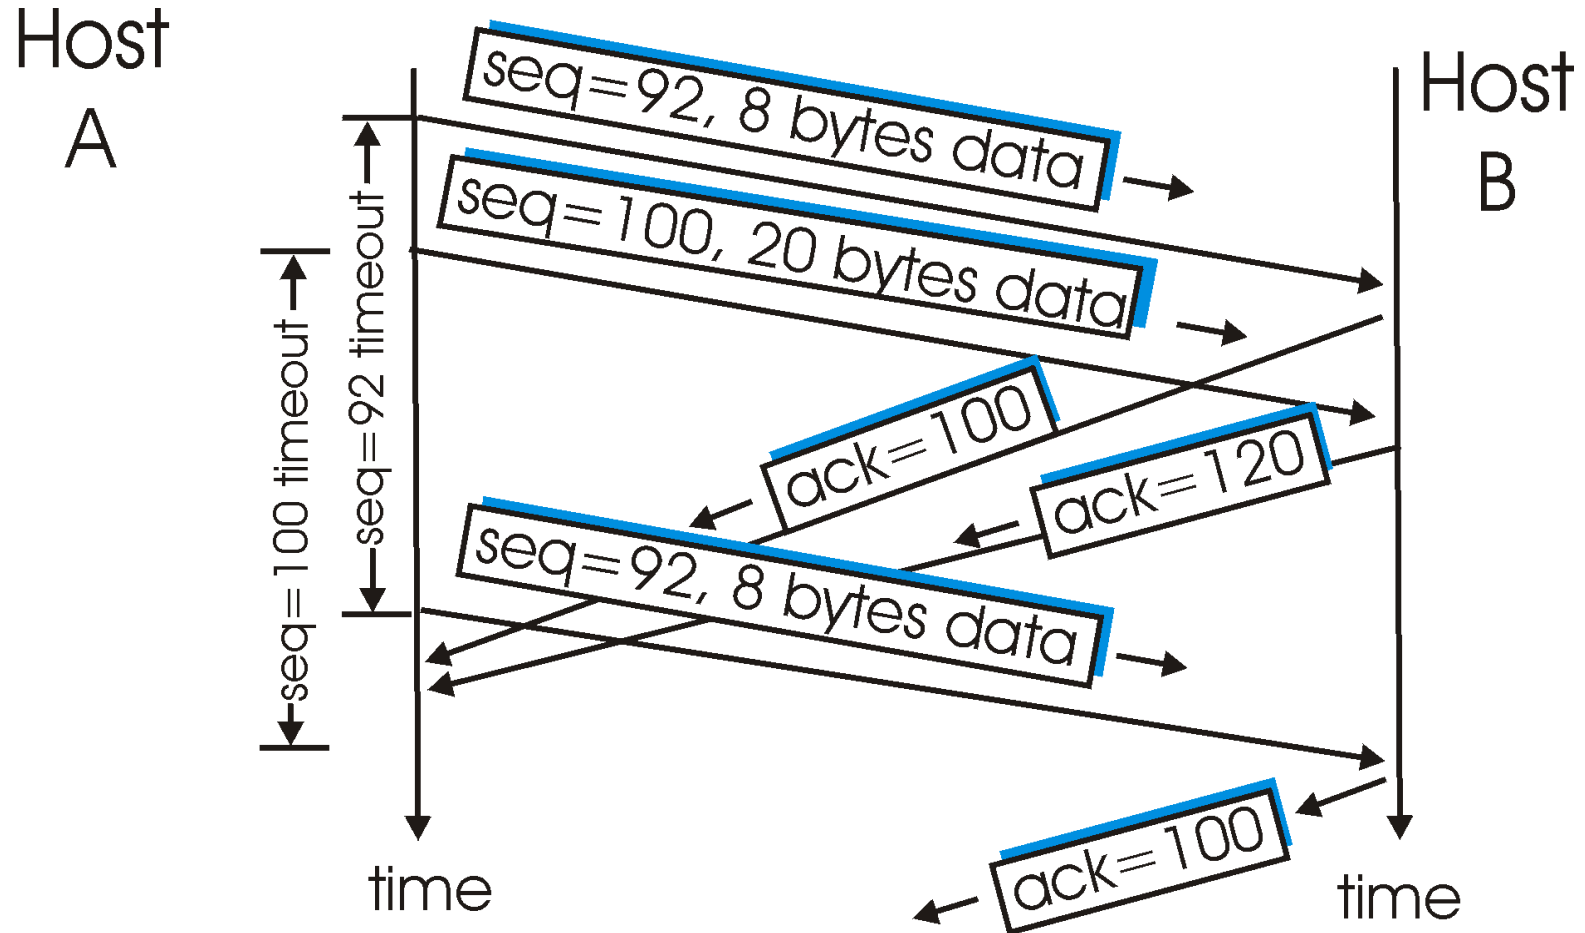 Host
A
Host
B
seq=92, 8 bytes data
seq=100, 20 bytes data
seq=100 timeout
seq=92 timeout
ack=100
ack=120
seq=92, 8 bytes data
ack=100
time
time